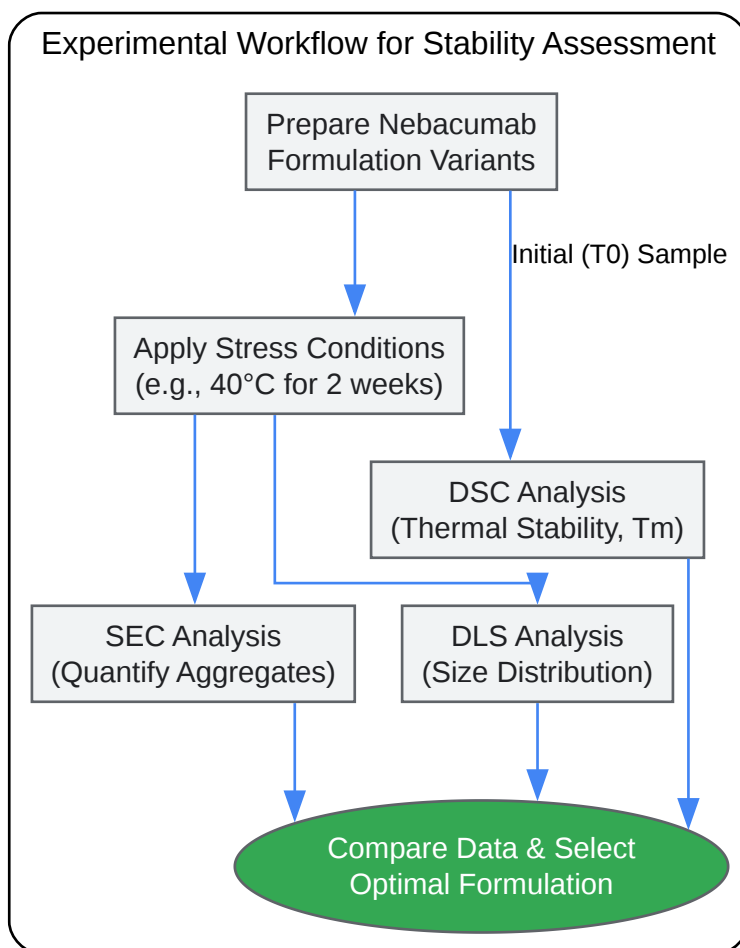 Experimental Workflow for Stability Assessment
Prepare Nebacumab
Formulation Variants
Initial (T0) Sample
Apply Stress Conditions
(e.g., 40°C for 2 weeks)
DSC Analysis
(Thermal Stability, Tm)
SEC Analysis
(Quantify Aggregates)
DLS Analysis
(Size Distribution)
Compare Data & Select
Optimal Formulation